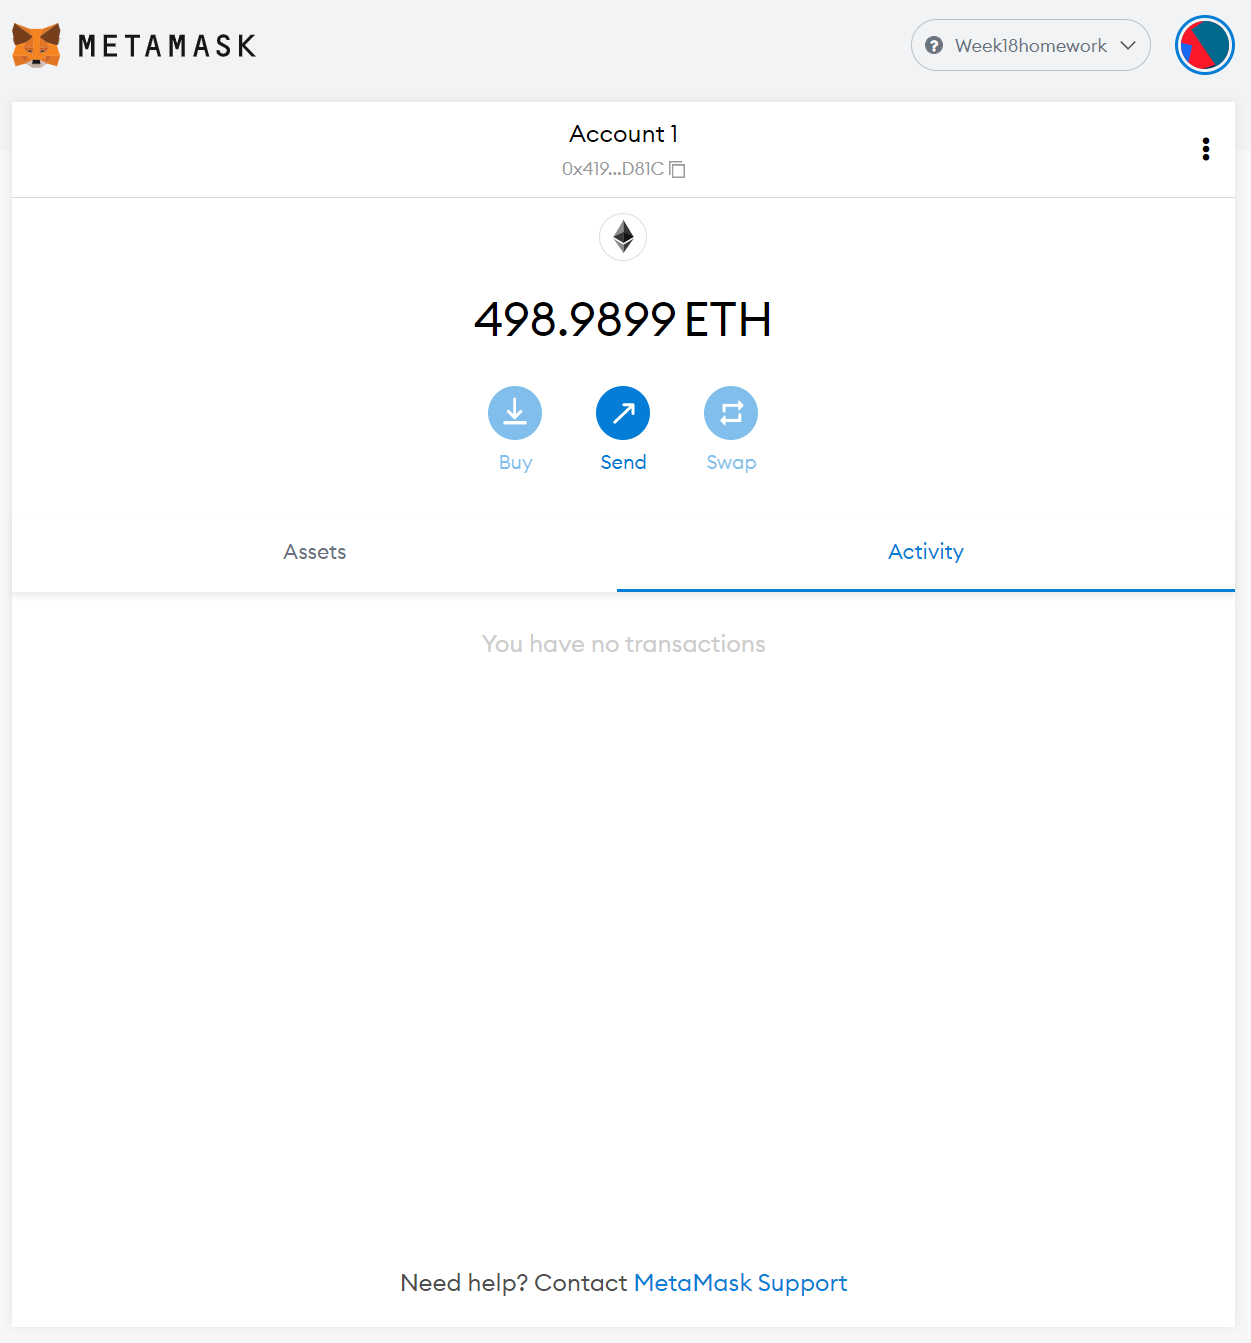 METAMASK
Week18homework
Account 1
0x419...D81C
498.9899 ETH
Buy
Send
Swap
Assets
Activity
You have no transactions
Need help? Contact MetaMask Support